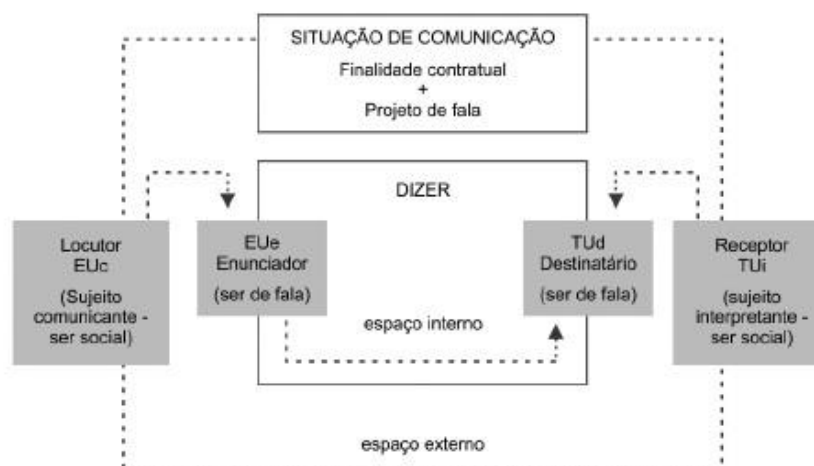 SITUAÇÃO DE COMUNICAÇÃO
Finalidade contratual
+
Projeto de fala
DIZER
Locutor
EUc
(Sujeito
comunicante -
ser social)
EUe
Enunciador
(ser de fala)
TUd
Destinatário
(ser de fala)
Receptor
TUi
(sujeito
interpretante -
ser social)
espaço interno
espaço externo